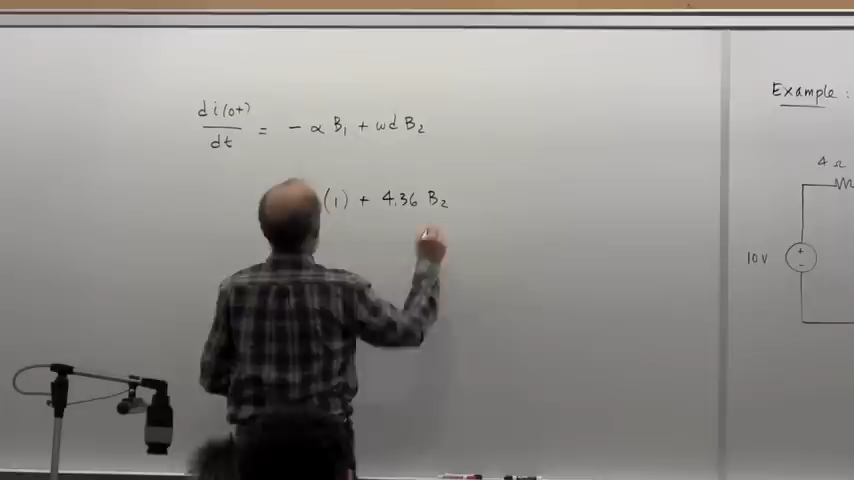 di(0+)
dt
= - α B₁ + ωd B₂
(1) + 4.36 B₂
Example :
4 Ω
10 V
+
-